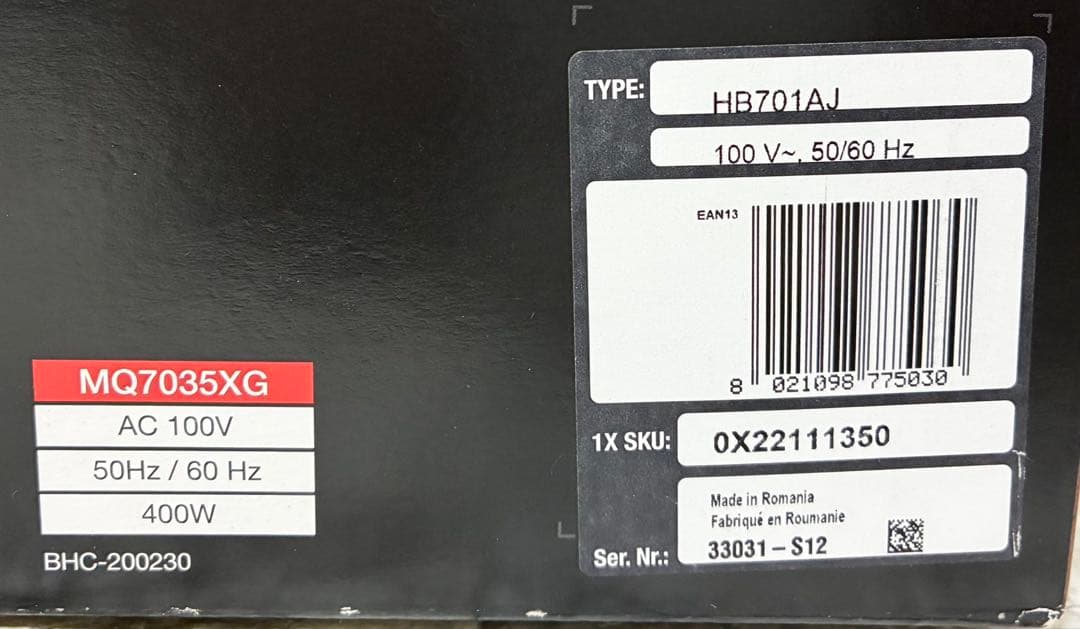 TYPE: HB701AJ
100 V~, 50/60 Hz
EAN13
8 021098 775030
MQ7035XG
AC 100V
50Hz / 60 Hz
400W
BHC-200230
1X SKU: 0X22111350
Made in Romania
Fabriqué en Roumanie
Ser. Nr.: 33031-S12